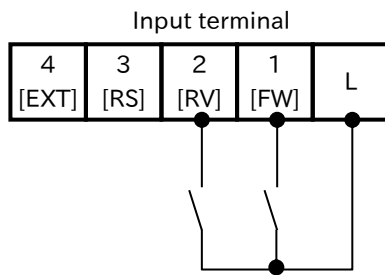 Input terminal
4 3 2 1 L
[EXT] [RS] [RV] [FW]